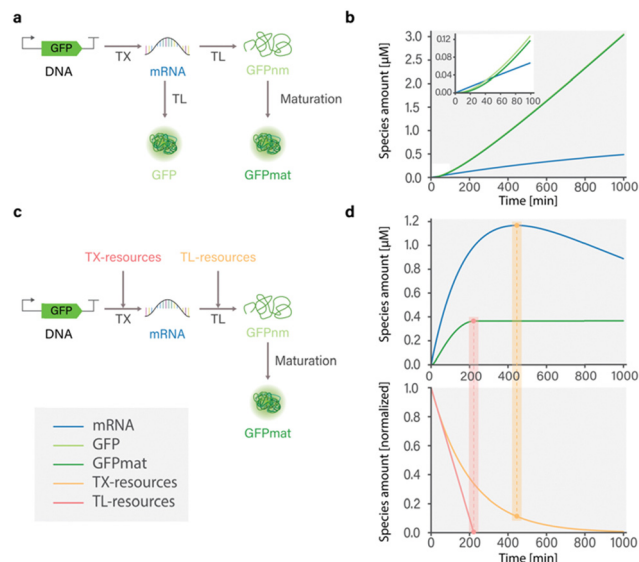 a
GFP
DNA
TX
mRNA
TL
GFPnm
TL
Maturation
GFP
GFPmat
b
Species amount [µM]
3.0
2.5
2.0
1.5
1.0
0.5
0.0
0.12
0.08
0.04
0.00
0 20 40 60 80 100
0 200 400 600 800 1000
Time [min]
c
TX-resources
TL-resources
GFP
DNA
TX
mRNA
TL
GFPnm
Maturation
GFPmat
mRNA
GFP
GFPmat
TX-resources
TL-resources
d
Species amount [µM]
1.2
1.0
0.8
0.6
0.4
0.2
0.0
0 200 400 600 800 1000
Species amount [normalized]
1.0
0.8
0.6
0.4
0.2
0.0
0 200 400 600 800 1000
Time [min]